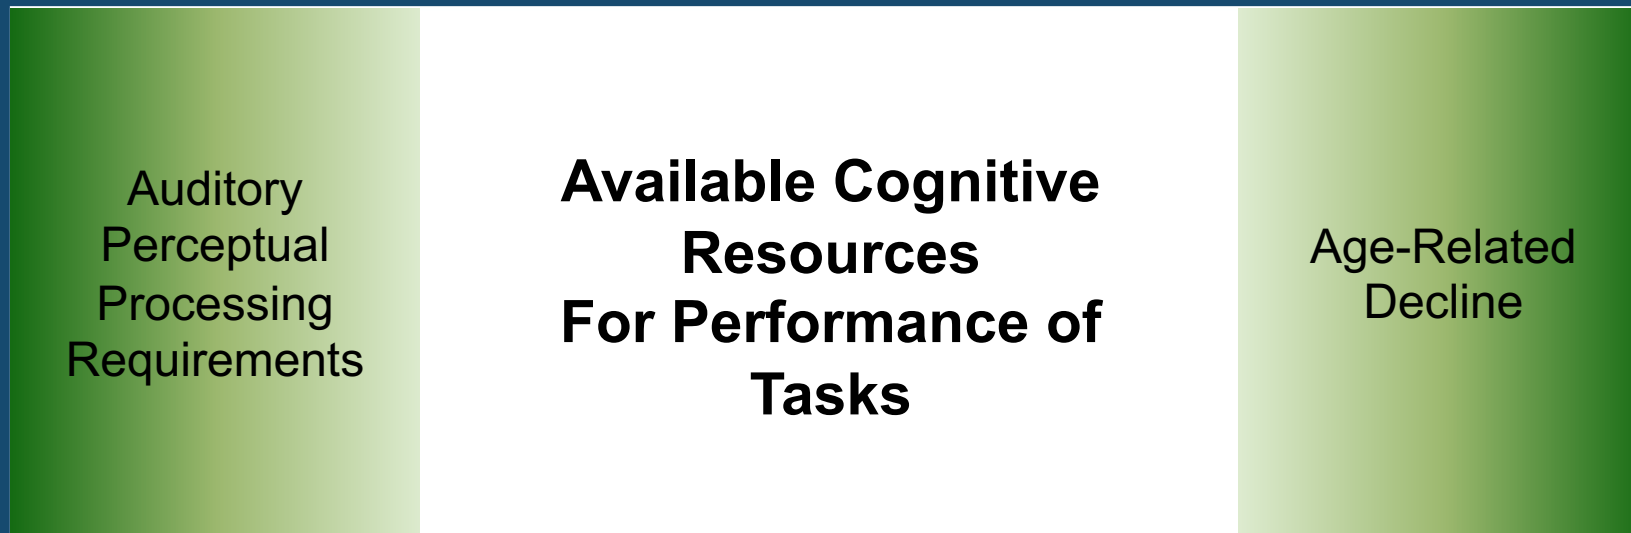 Auditory
Perceptual
Processing
Requirements
Available Cognitive
Resources
For Performance of
Tasks
Age-Related
Decline